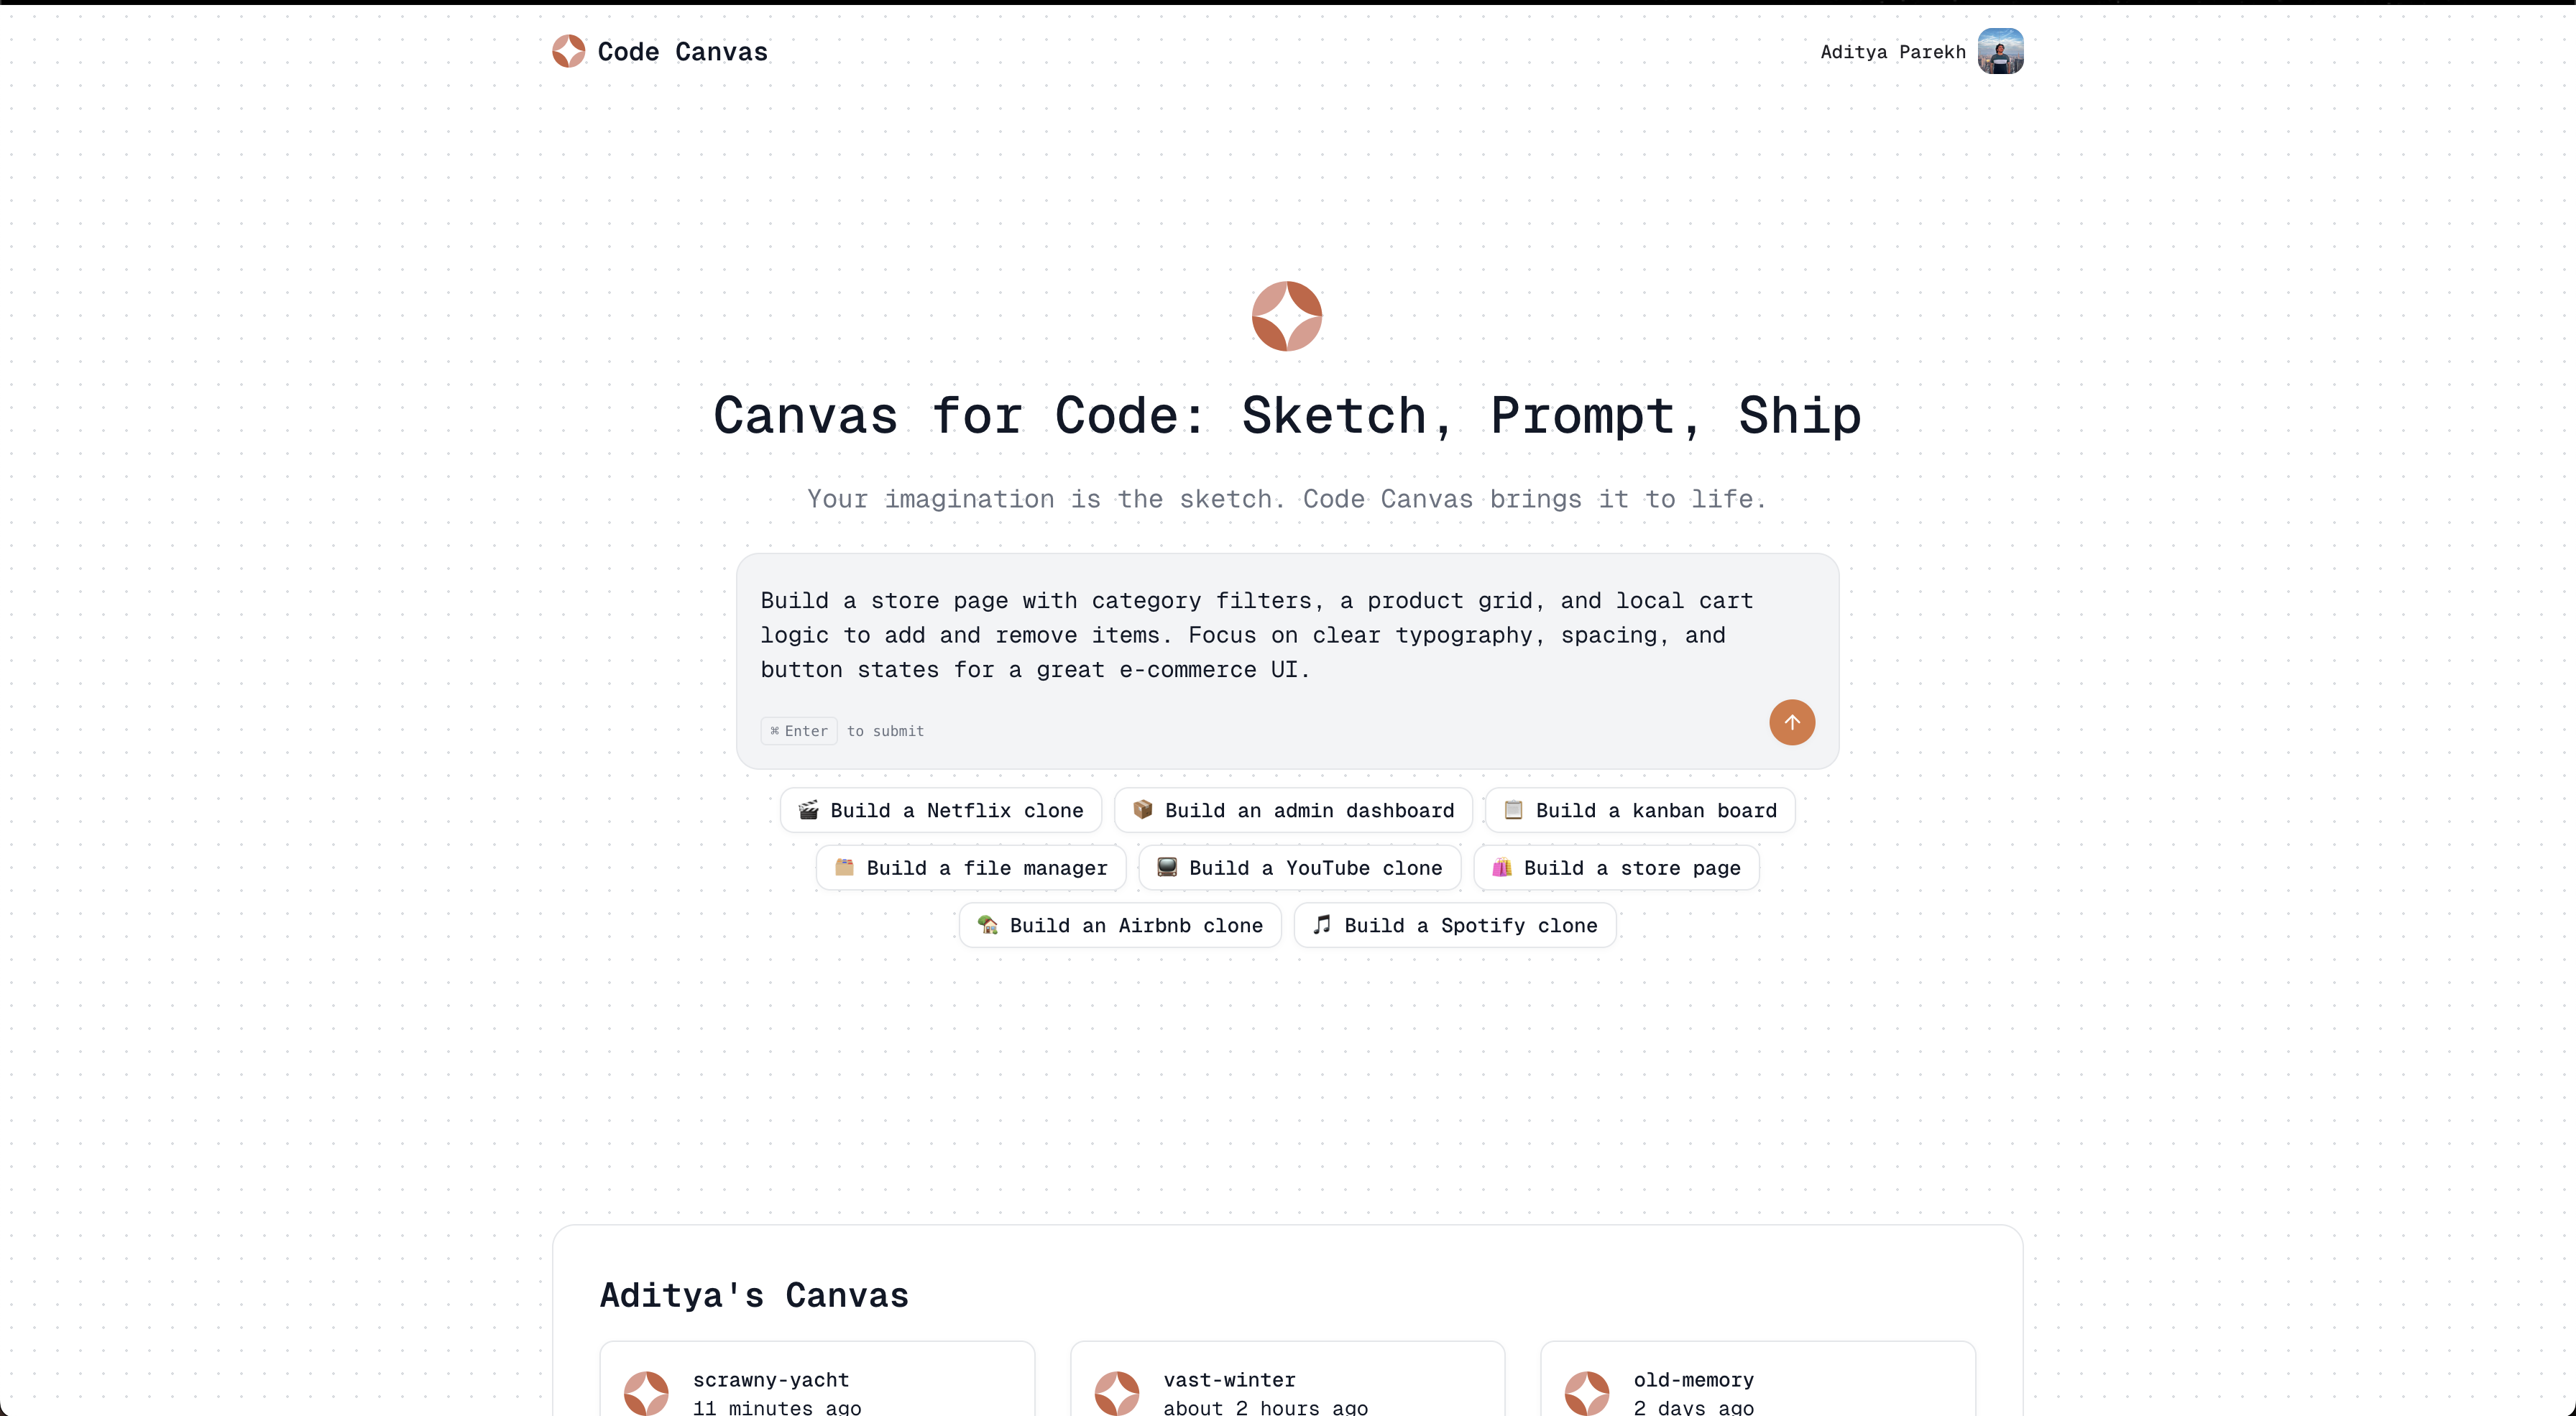 Code Canvas
Aditya Parekh
Canvas for Code: Sketch, Prompt, Ship
Your imagination is the sketch. Code Canvas brings it to life.
Build a store page with category filters, a product grid, and local cart
logic to add and remove items. Focus on clear typography, spacing, and
button states for a great e-commerce UI.
⌘ Enter to submit
Build a Netflix clone
Build an admin dashboard
Build a kanban board
Build a file manager
Build a YouTube clone
Build a store page
Build an Airbnb clone
Build a Spotify clone
Aditya's Canvas
scrawny-yacht
11 minutes ago
vast-winter
about 2 hours ago
old-memory
2 days ago